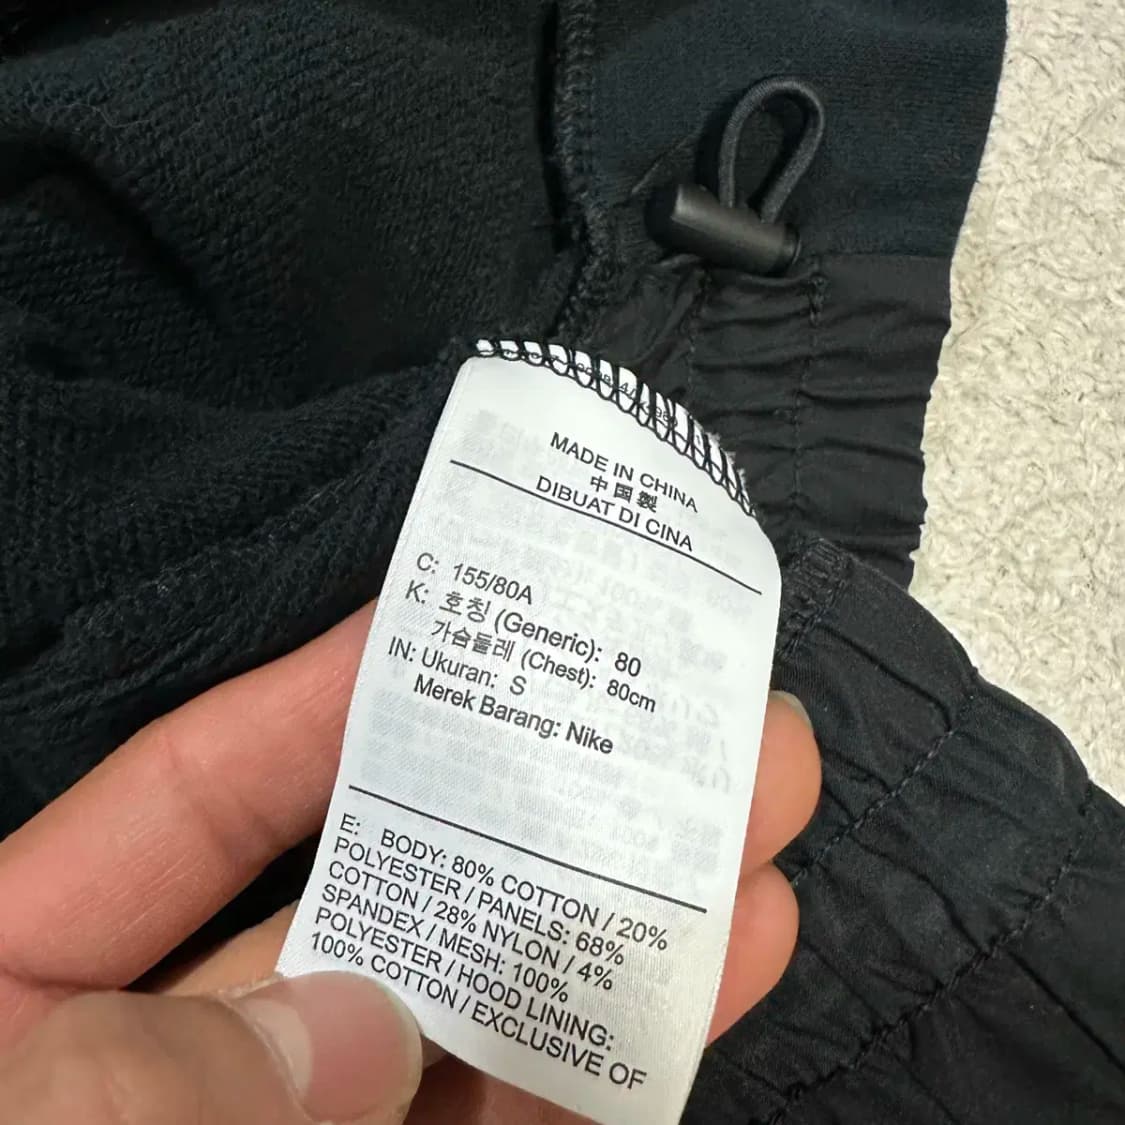 MADE IN CHINA
中国製
DIBUAT DI CINA
C: 155/80A
K: 호칭 (Generic): 80
가슴둘레 (Chest): 80cm
IN: Ukuran: S
Merek Barang: Nike
E: BODY: 80% COTTON / 20%
POLYESTER / PANELS: 68%
COTTON / 28% NYLON / 4%
SPANDEX / MESH: 100%
POLYESTER / HOOD LINING:
100% COTTON / EXCLUSIVE OF